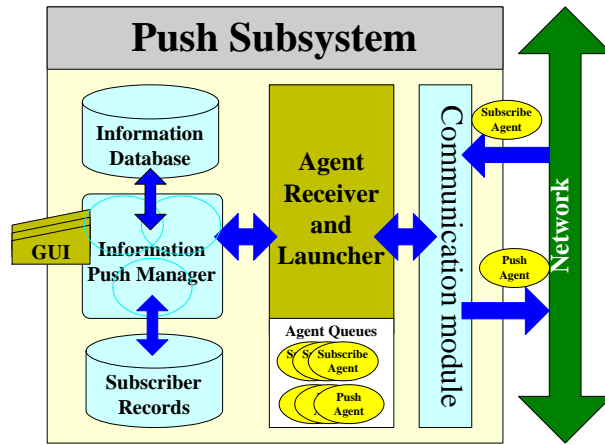 Push Subsystem
Information
Database
GUI
Information
Push Manager
Subscriber
Records
Agent
Receiver
and
Launcher
Agent Queues
Subscribe
Agent
Push
Agent
Communication module
Subscribe
Agent
Push
Agent
Network